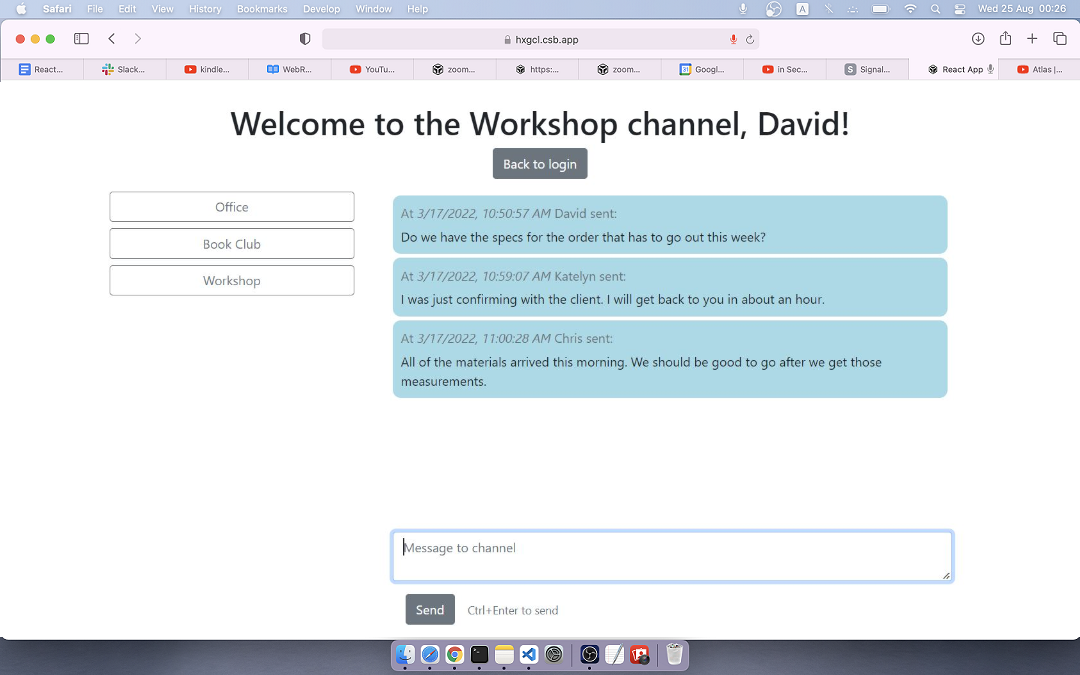 Safari File Edit View History Bookmarks Develop Window Help A Wed 25 Aug 00:26
hxgcl.csb.app
React... Slack... kindle... WebR... YouTu... zoom... https:... zoom... Googl... in Sec... S Signal... React App Atlas |...
Welcome to the Workshop channel, David!
Back to login
Office
Book Club
Workshop
At 3/17/2022, 10:50:57 AM David sent:
Do we have the specs for the order that has to go out this week?
At 3/17/2022, 10:59:07 AM Katelyn sent:
I was just confirming with the client. I will get back to you in about an hour.
At 3/17/2022, 11:00:28 AM Chris sent:
All of the materials arrived this morning. We should be good to go after we get those
measurements.
Message to channel
Send Ctrl+Enter to send